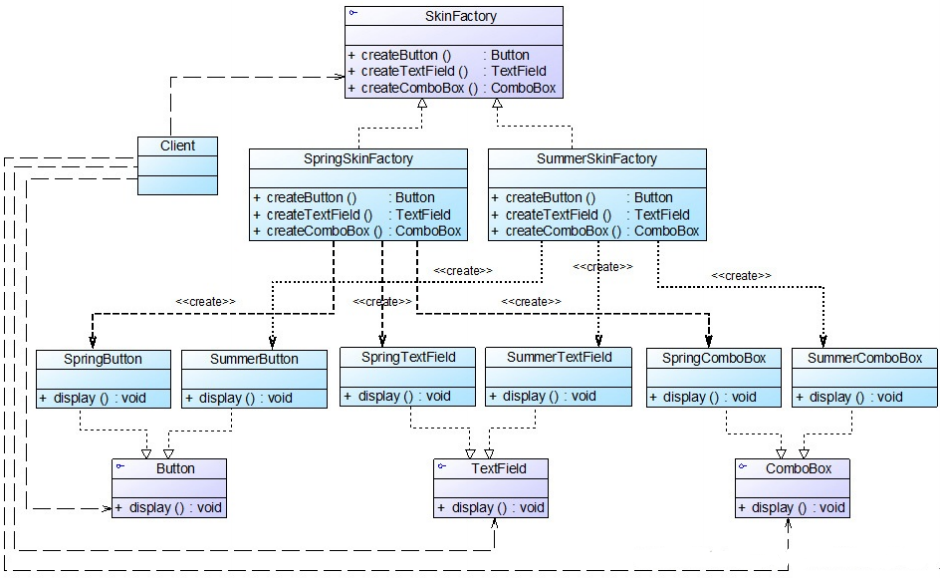 SkinFactory
+ createButton () : Button
+ createTextField () : TextField
+ createComboBox () : ComboBox
Client
SpringSkinFactory
+ createButton () : Button
+ createTextField () : TextField
+ createComboBox () : ComboBox
SummerSkinFactory
+ createButton () : Button
+ createTextField () : TextField
+ createComboBox () : ComboBox
<<create>>
<<create>>
<<create>>
<<create>>
<<create>>
<<create>>
SpringButton
+ display () : void
SummerButton
+ display () : void
SpringTextField
+ display () : void
SummerTextField
+ display () : void
SpringComboBox
+ display () : void
SummerComboBox
+ display () : void
Button
+ display () : void
TextField
+ display () : void
ComboBox
+ display () : void